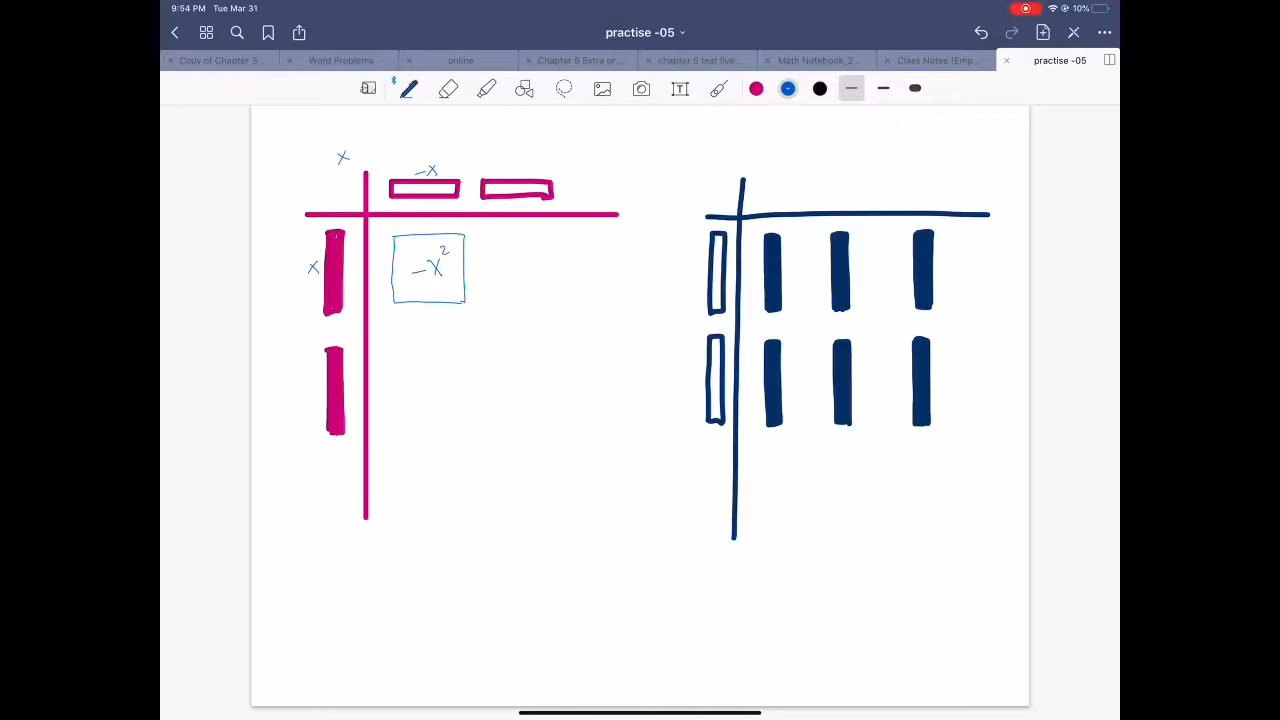 9:54 PM Tue Mar 31
10%
practise -05
Copy of Chapter 3...
Word Problems
online
Chapter 5 Extra pr...
chapter 5 test live...
Math Notebook_2...
Class Notes (Emp...
practise -05
x
-x
x
-x²